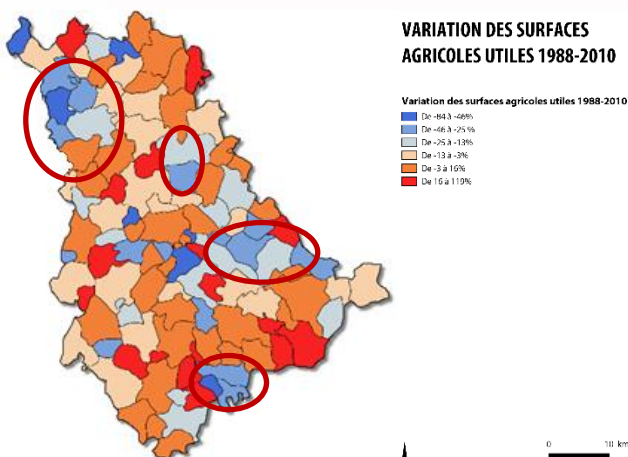 VARIATION DES SURFACES
AGRICOLES UTILES 1988-2010
Variation des surfaces agricoles utiles 1988-2010
De -84 à -46%
De -46 à -25 %
De -25 à -13%
De -13 à -3%
De -3 à 16%
De 16 à 119%
0 10 km